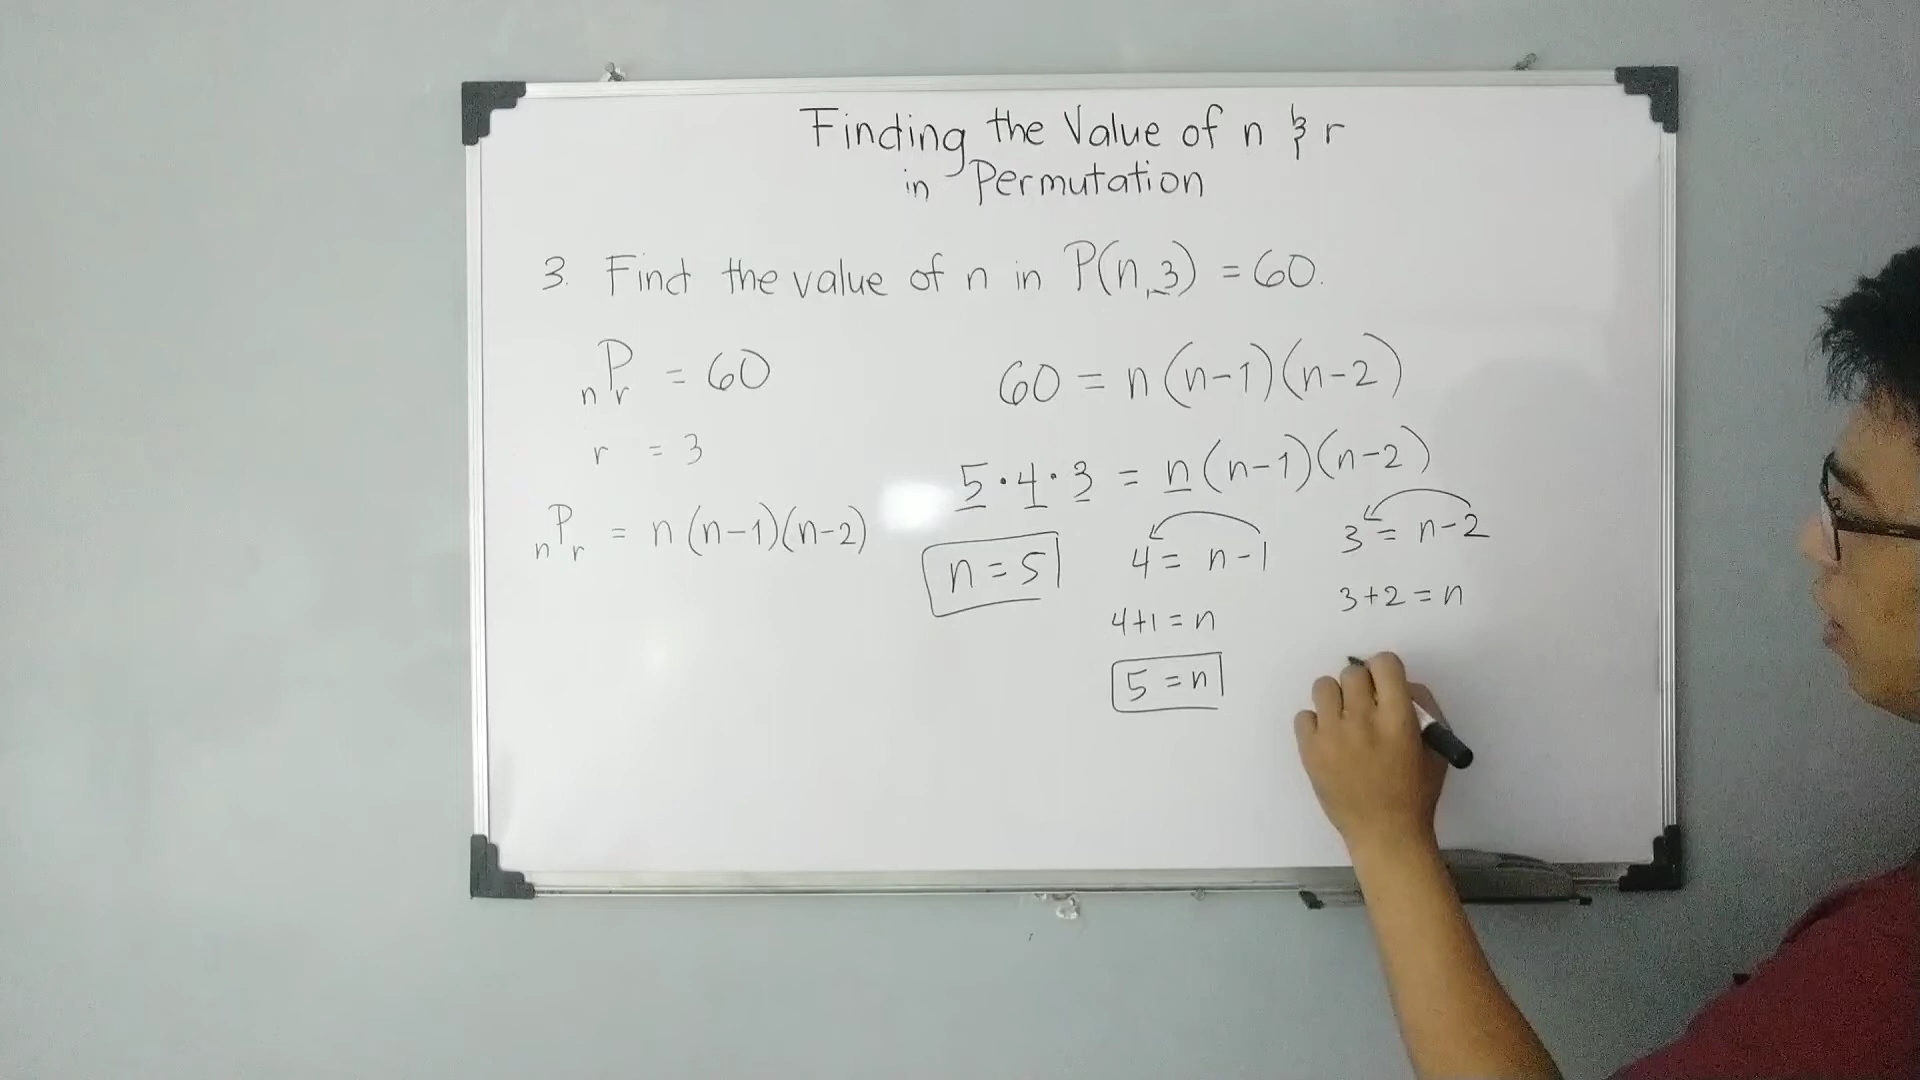 Finding the Value of n & r
in Permutation
3. Find the value of n in P(n,3) = 60.
nPr = 60
r = 3
nPr = n(n-1)(n-2)
60 = n(n-1)(n-2)
5·4·3 = n(n-1)(n-2)
n = 5
4 = n-1
4+1 = n
5 = n
3 = n-2
3+2 = n